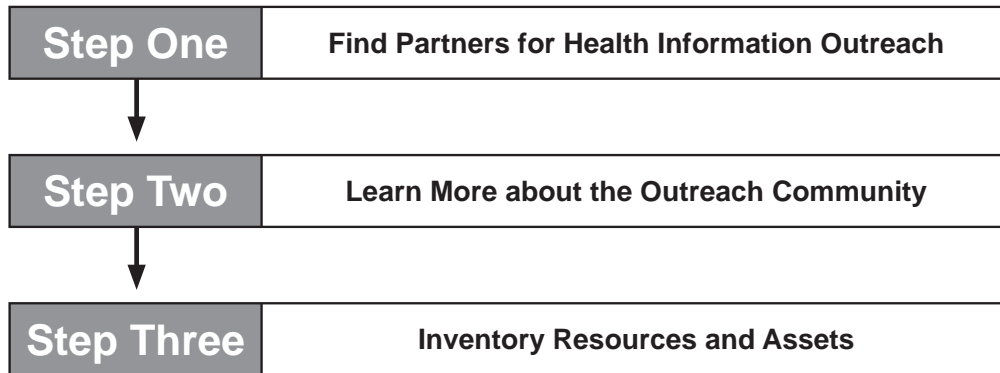 Step One
Find Partners for Health Information Outreach
Step Two
Learn More about the Outreach Community
Step Three
Inventory Resources and Assets